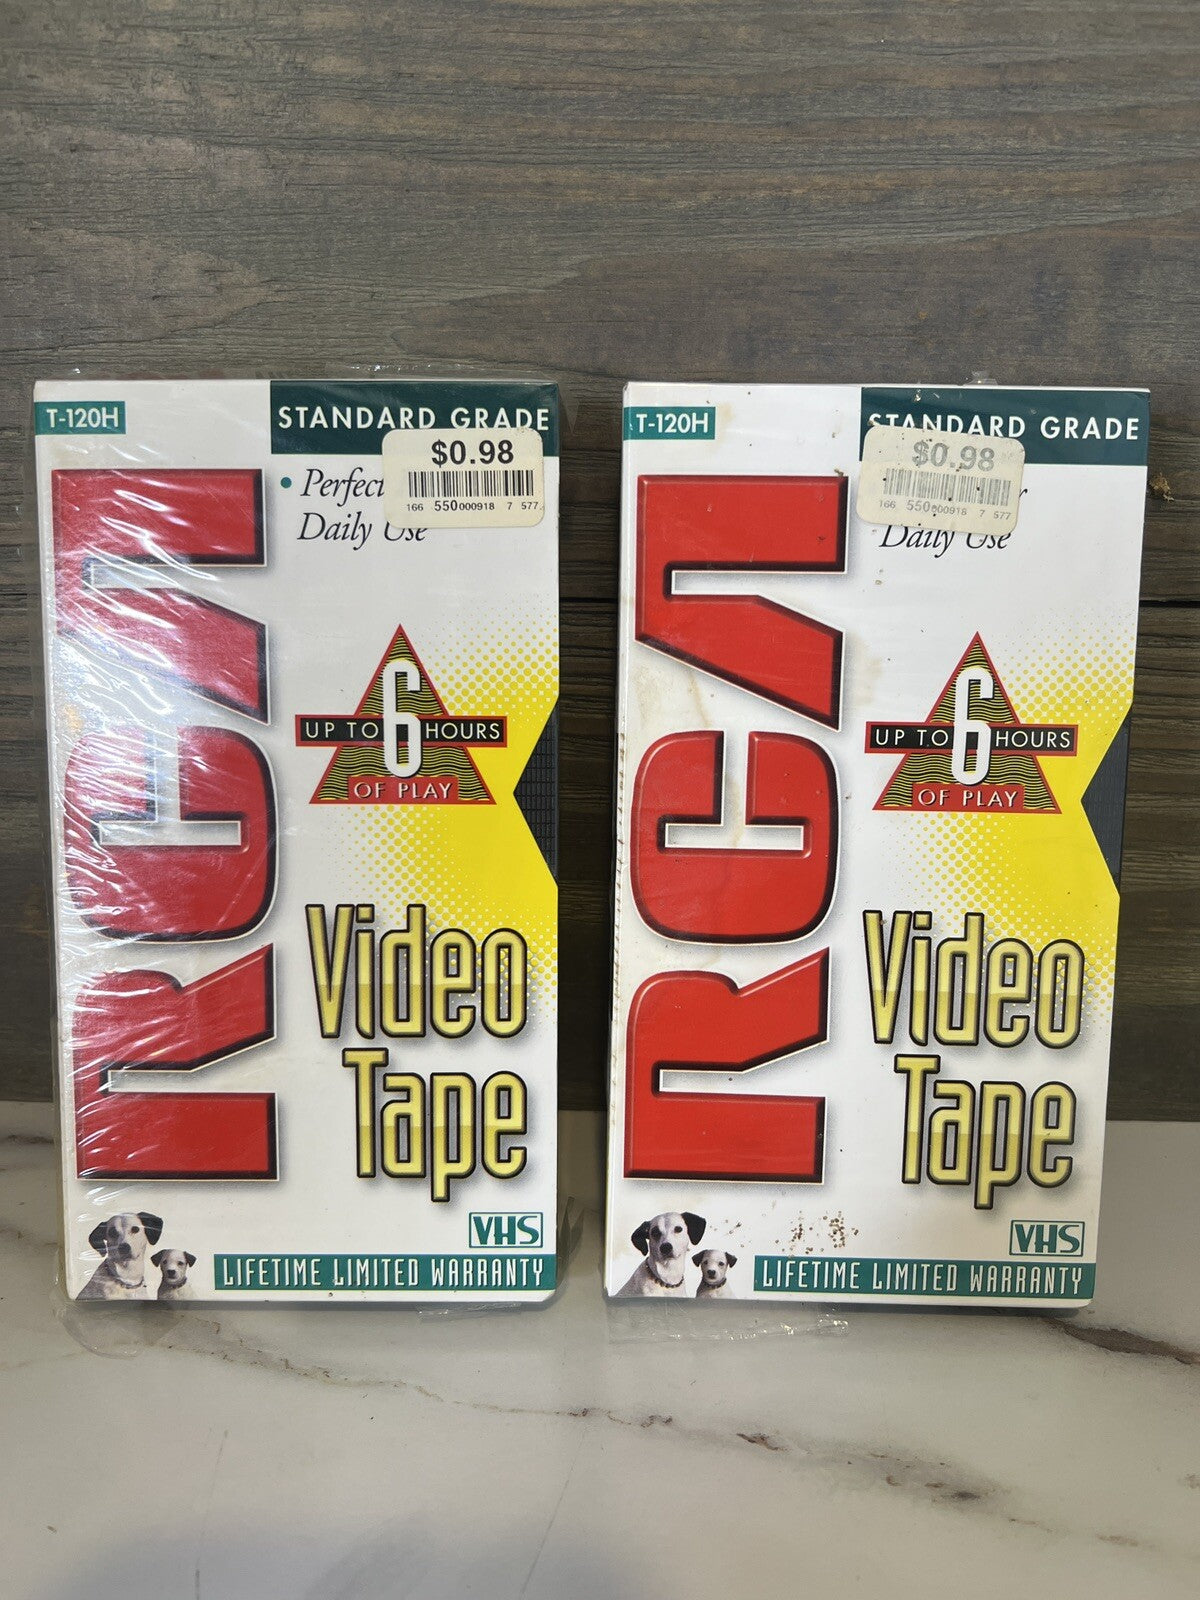 T-120H
STANDARD GRADE
$0.98
166 550000918 7 577
• Perfect
Daily Use
RCA
UP TO 6 HOURS
OF PLAY
Video
Tape
VHS
LIFETIME LIMITED WARRANTY
T-120H
STANDARD GRADE
$0.98
166 550000918 7 577
Daily Use
RCA
UP TO 6 HOURS
OF PLAY
Video
Tape
VHS
LIFETIME LIMITED WARRANTY